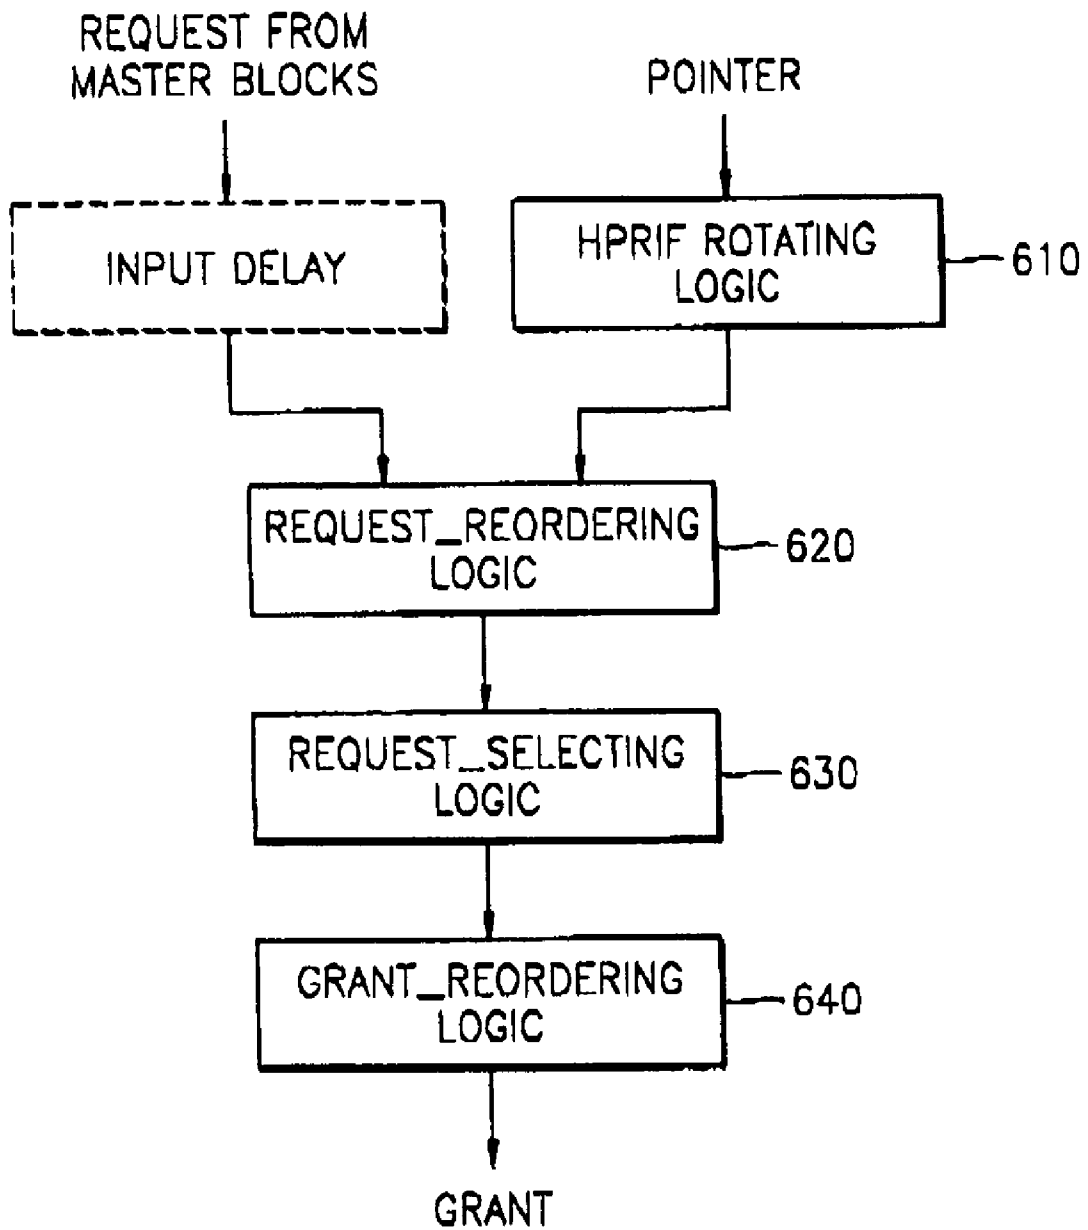 REQUEST FROM
MASTER BLOCKS
POINTER
INPUT DELAY
HPRIF ROTATING
LOGIC
610
REQUEST_REORDERING
LOGIC
620
REQUEST_SELECTING
LOGIC
630
GRANT_REORDERING
LOGIC
640
GRANT